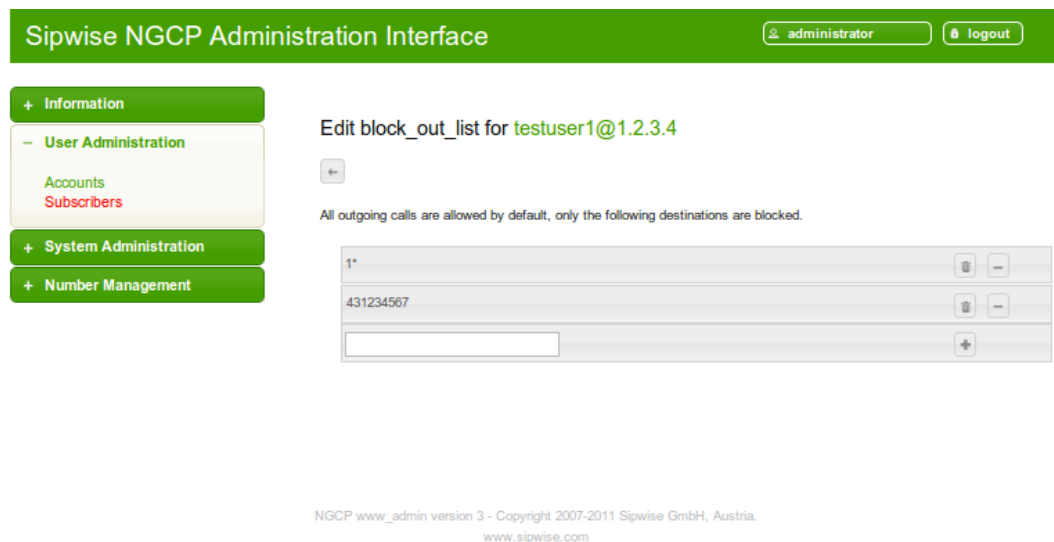 Sipwise NGCP Administration Interface
administrator
logout
+ Information
− User Administration
Accounts
Subscribers
+ System Administration
+ Number Management
Edit block_out_list for testuser1@1.2.3.4
All outgoing calls are allowed by default, only the following destinations are blocked.
1*
431234567
NGCP www_admin version 3 - Copyright 2007-2011 Sipwise GmbH, Austria.
www.sipwise.com